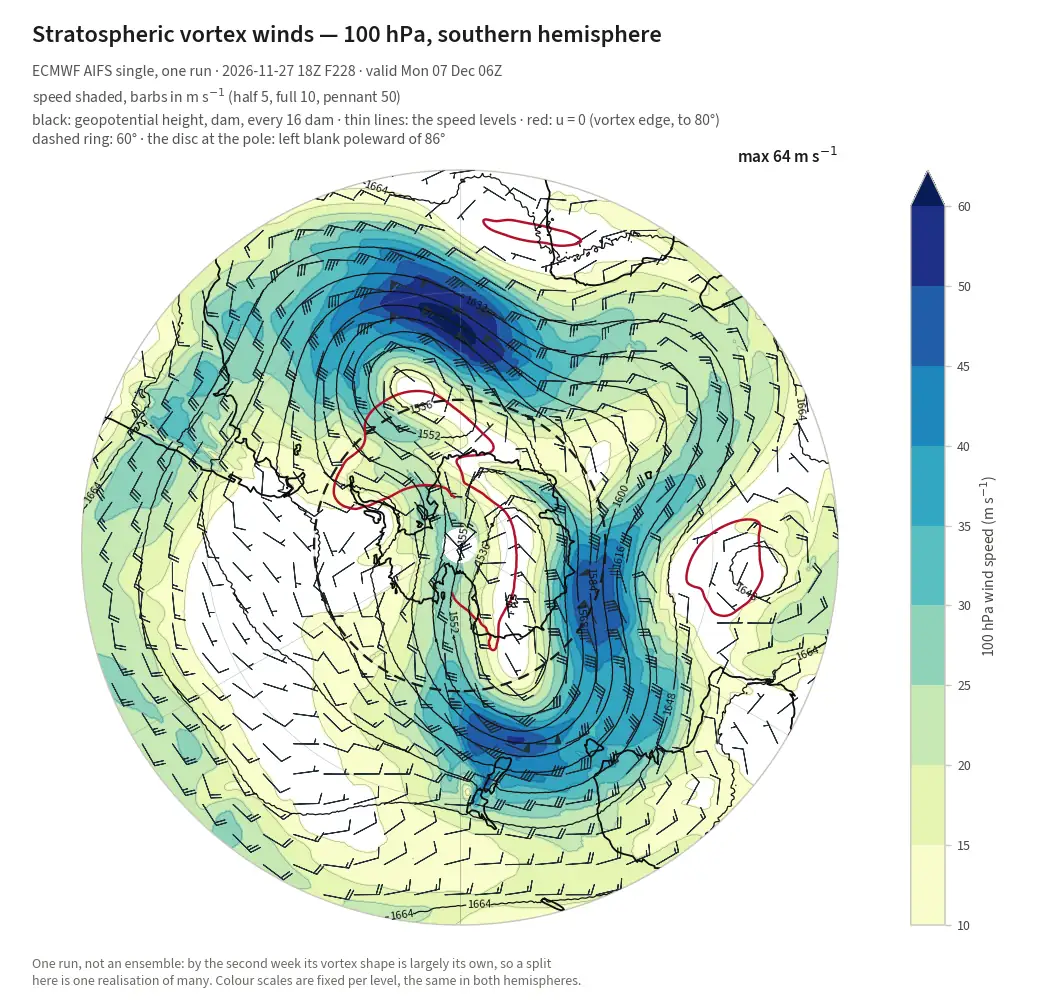 Stratospheric vortex winds — 100 hPa, southern hemisphere
ECMWF AIFS single, one run · 2026-11-27 18Z F228 · valid Mon 07 Dec 06Z
speed shaded, barbs in m s⁻¹ (half 5, full 10, pennant 50)
black: geopotential height, dam, every 16 dam · thin lines: the speed levels · red: u = 0 (vortex edge, to 80°)
dashed ring: 60° · the disc at the pole: left blank poleward of 86°
max 64 m s⁻¹
1664
1632
60
50
45
1536
1664
40
1552
1664
1600
35
100 hPa wind speed (m s⁻¹)
1536
1616
1584
1648
30
1552
1664
25
1648
20
15
1664
1664
10
One run, not an ensemble: by the second week its vortex shape is largely its own, so a split
here is one realisation of many. Colour scales are fixed per level, the same in both hemispheres.